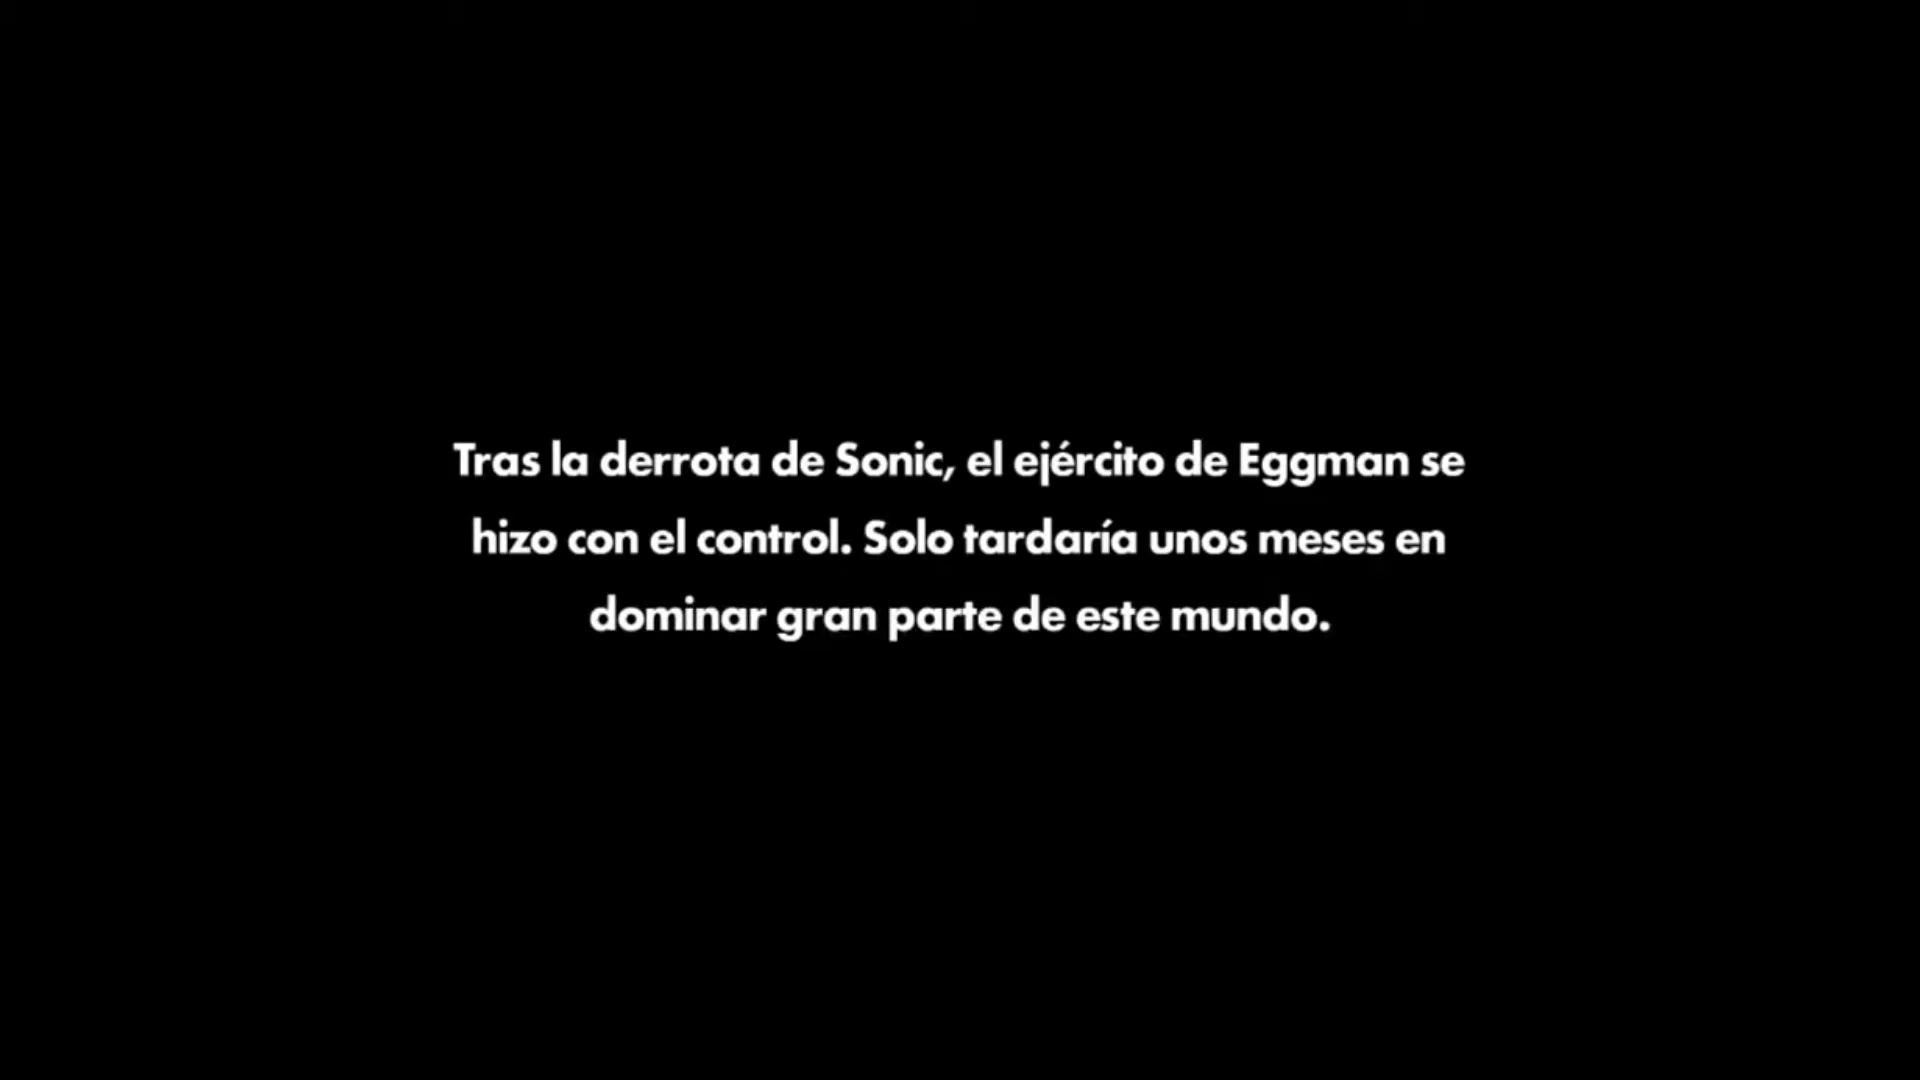 Tras la derrota de Sonic, el ejército de Eggman se
hizo con el control. Solo tardaría unos meses en
dominar gran parte de este mundo.